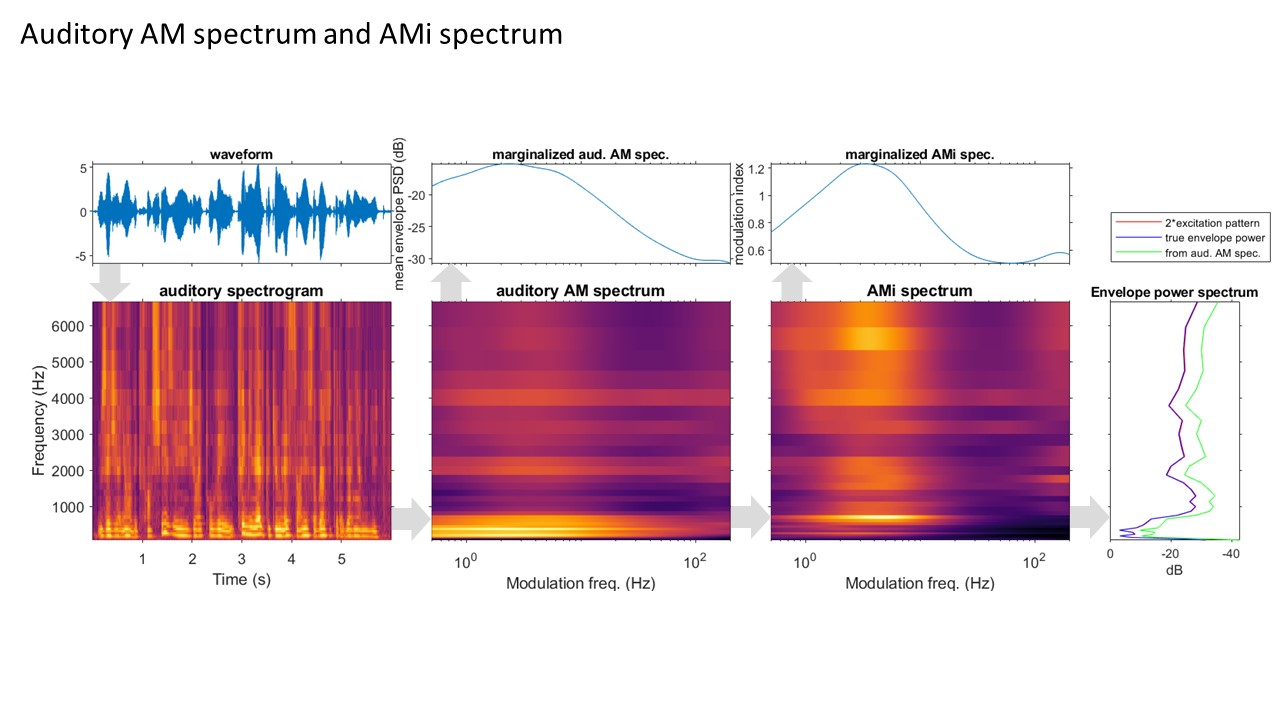 Auditory AM spectrum and AMi spectrum
waveform
5
0
-5
mean envelope PSD (dB)
marginalized aud. AM spec.
-20
-25
-30
modulation index
marginalized AMi spec.
1.2
1
0.8
0.6
2*excitation pattern
true envelope power
from aud. AM spec.
auditory spectrogram
Frequency (Hz)
6000
5000
4000
3000
2000
1000
1 2 3 4 5
Time (s)
auditory AM spectrum
10^0 10^2
Modulation freq. (Hz)
AMi spectrum
10^0 10^2
Modulation freq. (Hz)
Envelope power spectrum
0 -20 -40
dB